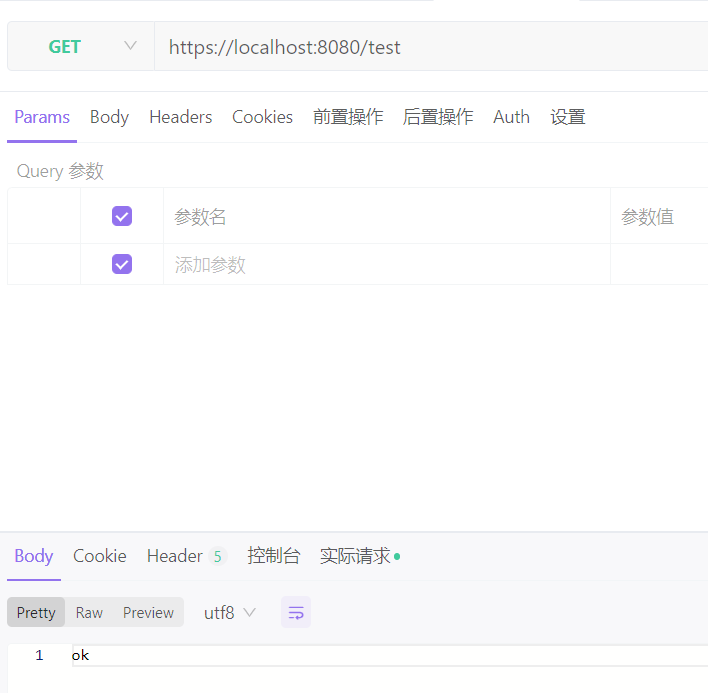 GET https://localhost:8080/test
Params Body Headers Cookies 前置操作 后置操作 Auth 设置
Query 参数
参数名 参数值
添加参数
Body Cookie Header 5 控制台 实际请求
Pretty Raw Preview utf8
1 ok